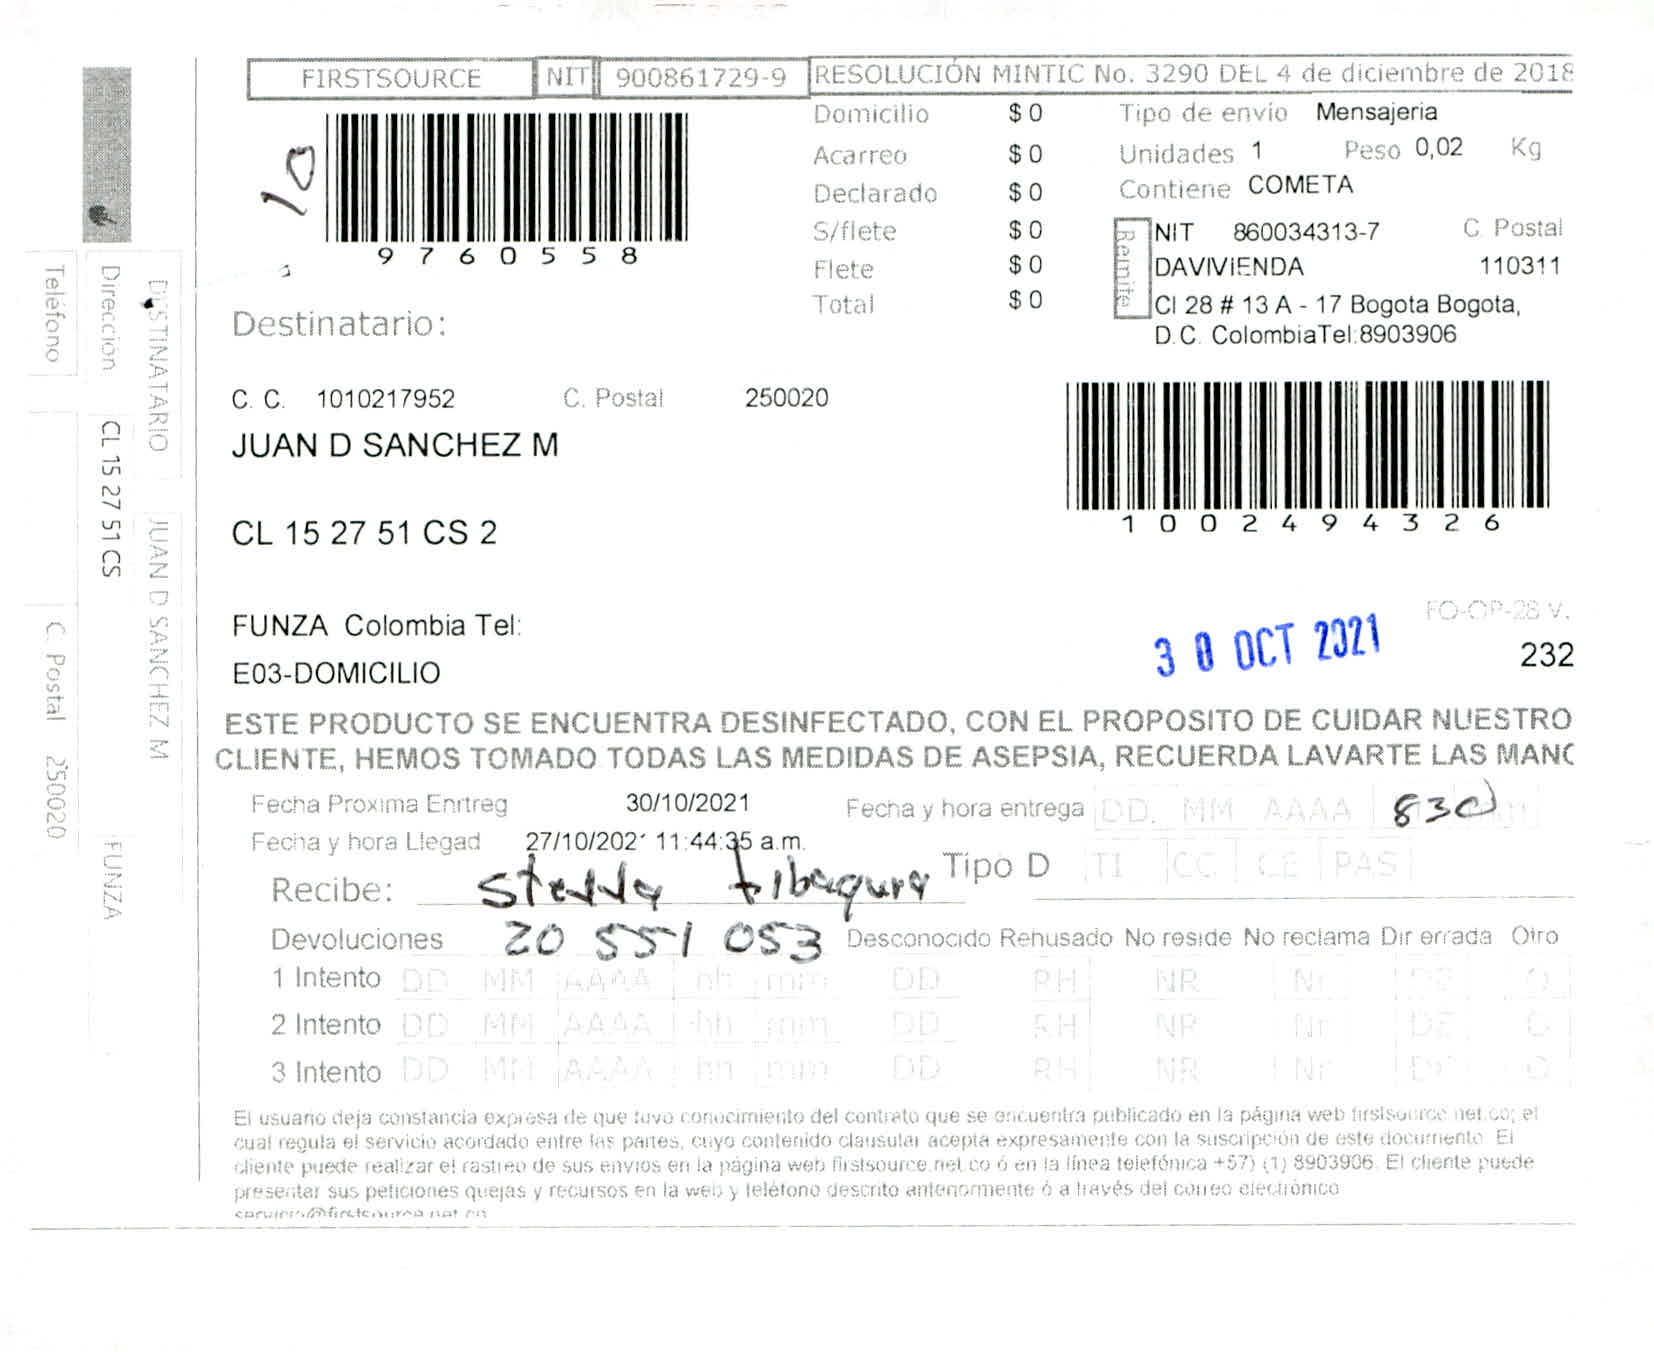 FIRSTSOURCE NIT 900861729-9 RESOLUCIÓN MINTIC No. 3290 DEL 4 de diciembre de 2018
10
9760558
Domicilio $ 0
Acarreo $ 0
Declarado $ 0
S/flete $ 0
Flete $ 0
Total $ 0
Tipo de envío Mensajeria
Unidades 1 Peso 0,02 Kg
Contiene COMETA
Remite
NIT 860034313-7 C. Postal
DAVIVIENDA 110311
Cl 28 # 13 A - 17 Bogota Bogota,
D.C. ColombiaTel:8903906
Destinatario:
C. C. 1010217952 C. Postal 250020
JUAN D SANCHEZ M
CL 15 27 51 CS 2
1002494326
FUNZA Colombia Tel:
E03-DOMICILIO
FO-OP-28 V.
30 OCT 2021
232
ESTE PRODUCTO SE ENCUENTRA DESINFECTADO, CON EL PROPOSITO DE CUIDAR NUESTRO
CLIENTE, HEMOS TOMADO TODAS LAS MEDIDAS DE ASEPSIA, RECUERDA LAVARTE LAS MANO
Fecha Proxima Enrtreg 30/10/2021 Fecha y hora entrega DD. MM AAAA 830
Fecha y hora Llegad 27/10/202' 11:44:35 a.m.
Recibe: Stella tibaqura Tipo D TI CC CE PAS
Devoluciones 20 551 053 Desconocido Rehusado No reside No reclama Dir errada Otro
1 Intento DD MM AAAA hh mm DD RH NR Nr DE O
2 Intento DD MM AAAA hh mm DD RH NR Nr DE O
3 Intento DD MM AAAA hh mm DD RH NR Nr DE O
El usuario deja constancia expresa de que tuvo conocimiento del contrato que se encuentra publicado en la página web firstsource.net.co; el
cual regula el servicio acordado entre las partes, cuyo contenido clausular acepta expresamente con la suscripción de este documento. El
cliente puede realizar el rastreo de sus envios en la página web firstsource.net.co ó en la línea telefónica +57) (1) 8903906. El cliente puede
presentar sus peticiones quejas y recursos en la web y teléfono descrito anteriormente ó a través del correo electrónico
servicio@firstsource.net.co
DESTINATARIO JUAN D SANCHEZ M
Direccion CL 15 27 51 CS FUNZA
Teléfono C Postal 250020